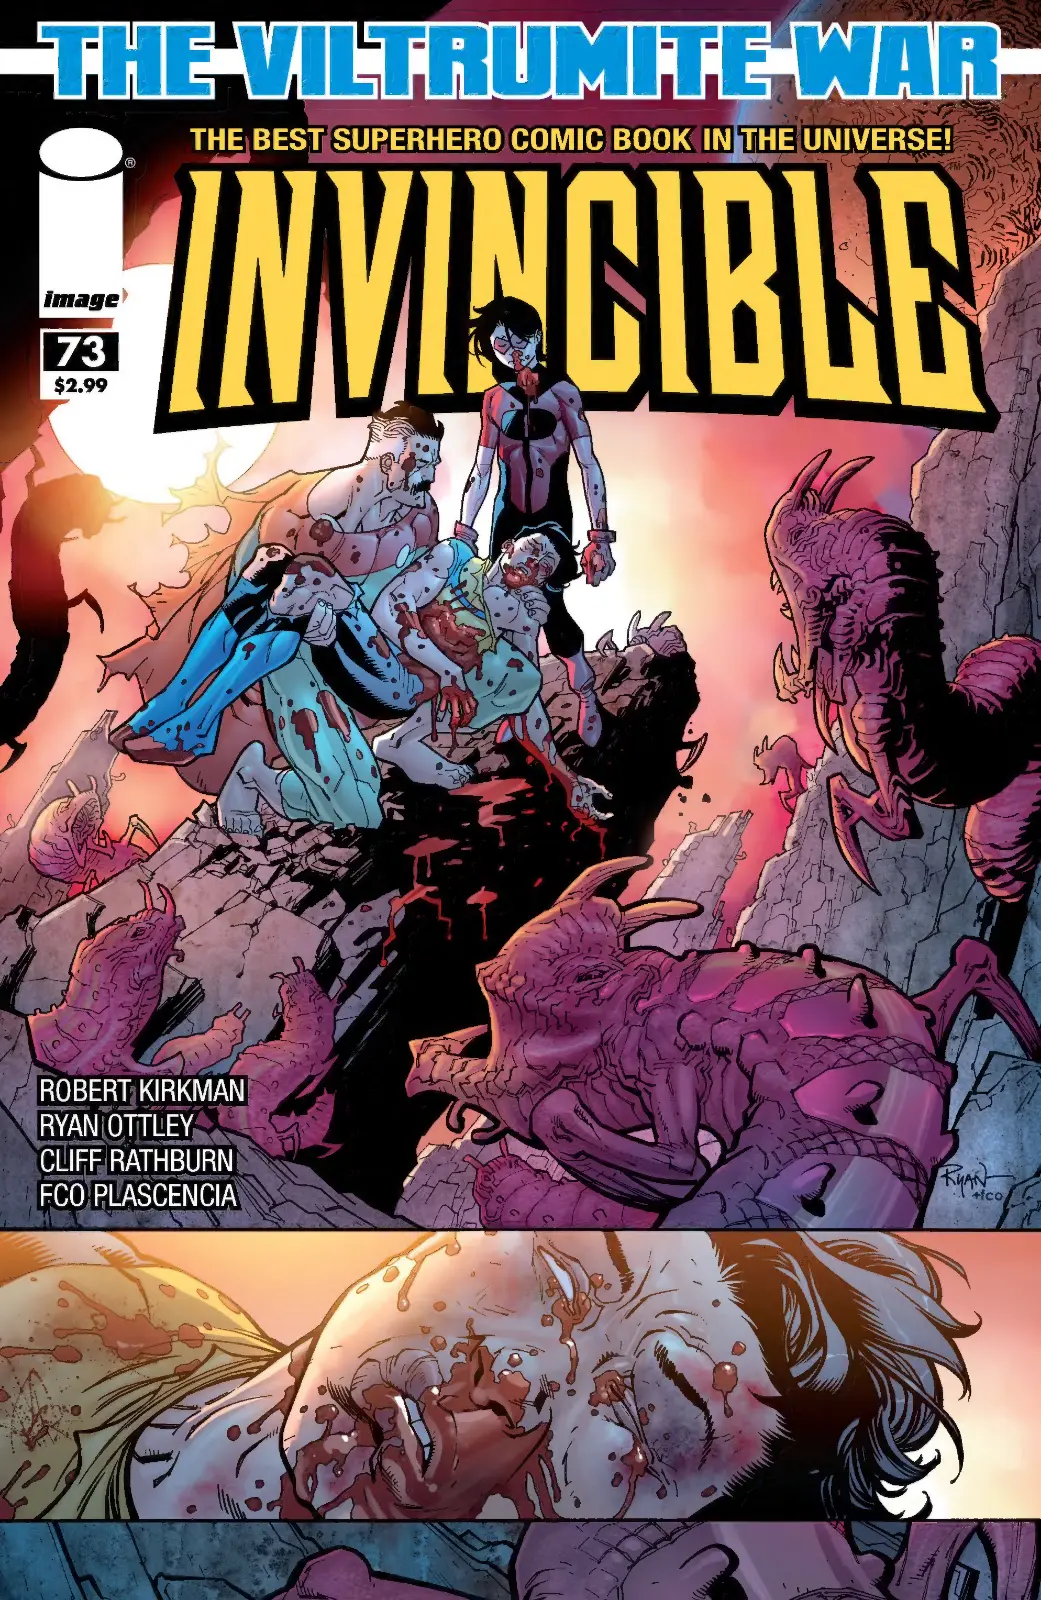 THE VILTRUMITE WAR
THE BEST SUPERHERO COMIC BOOK IN THE UNIVERSE!
®
INVINCIBLE
image
73
$2.99
ROBERT KIRKMAN
RYAN OTTLEY
CLIFF RATHBURN
FCO PLASCENCIA
RYAN
+fco